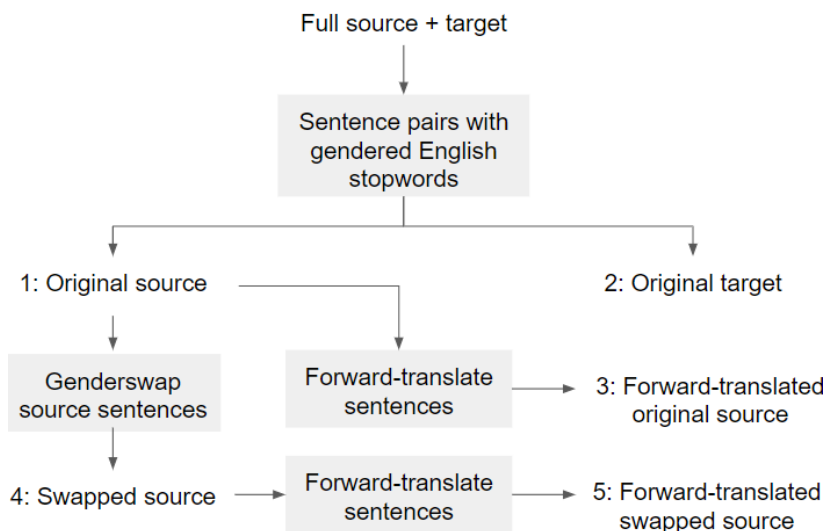 Full source + target
Sentence pairs with
gendered English
stopwords
1: Original source
2: Original target
Genderswap
source sentences
Forward-translate
sentences
3: Forward-translated
original source
4: Swapped source
Forward-translate
sentences
5: Forward-translated
swapped source